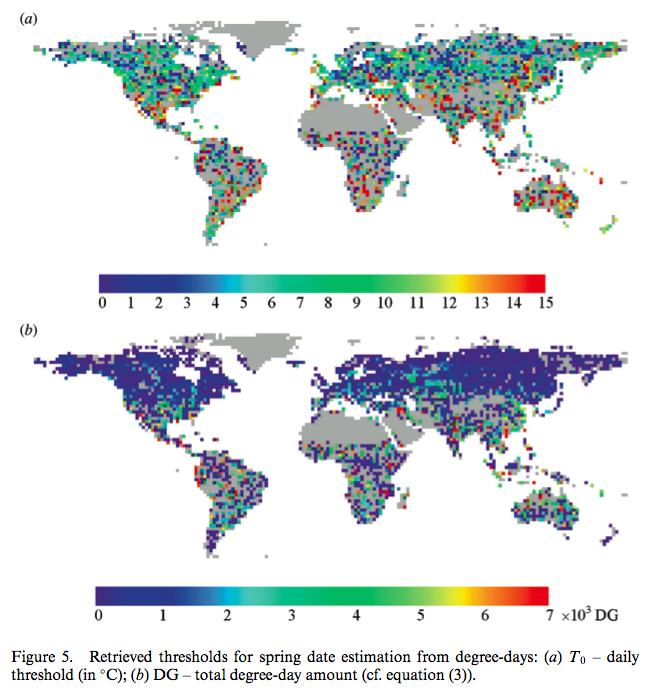 (a)
0 1 2 3 4 5 6 7 8 9 10 11 12 13 14 15
(b)
0 1 2 3 4 5 6 7 ×10³ DG
Figure 5. Retrieved thresholds for spring date estimation from degree-days: (a) T₀ – daily
threshold (in °C); (b) DG – total degree-day amount (cf. equation (3)).